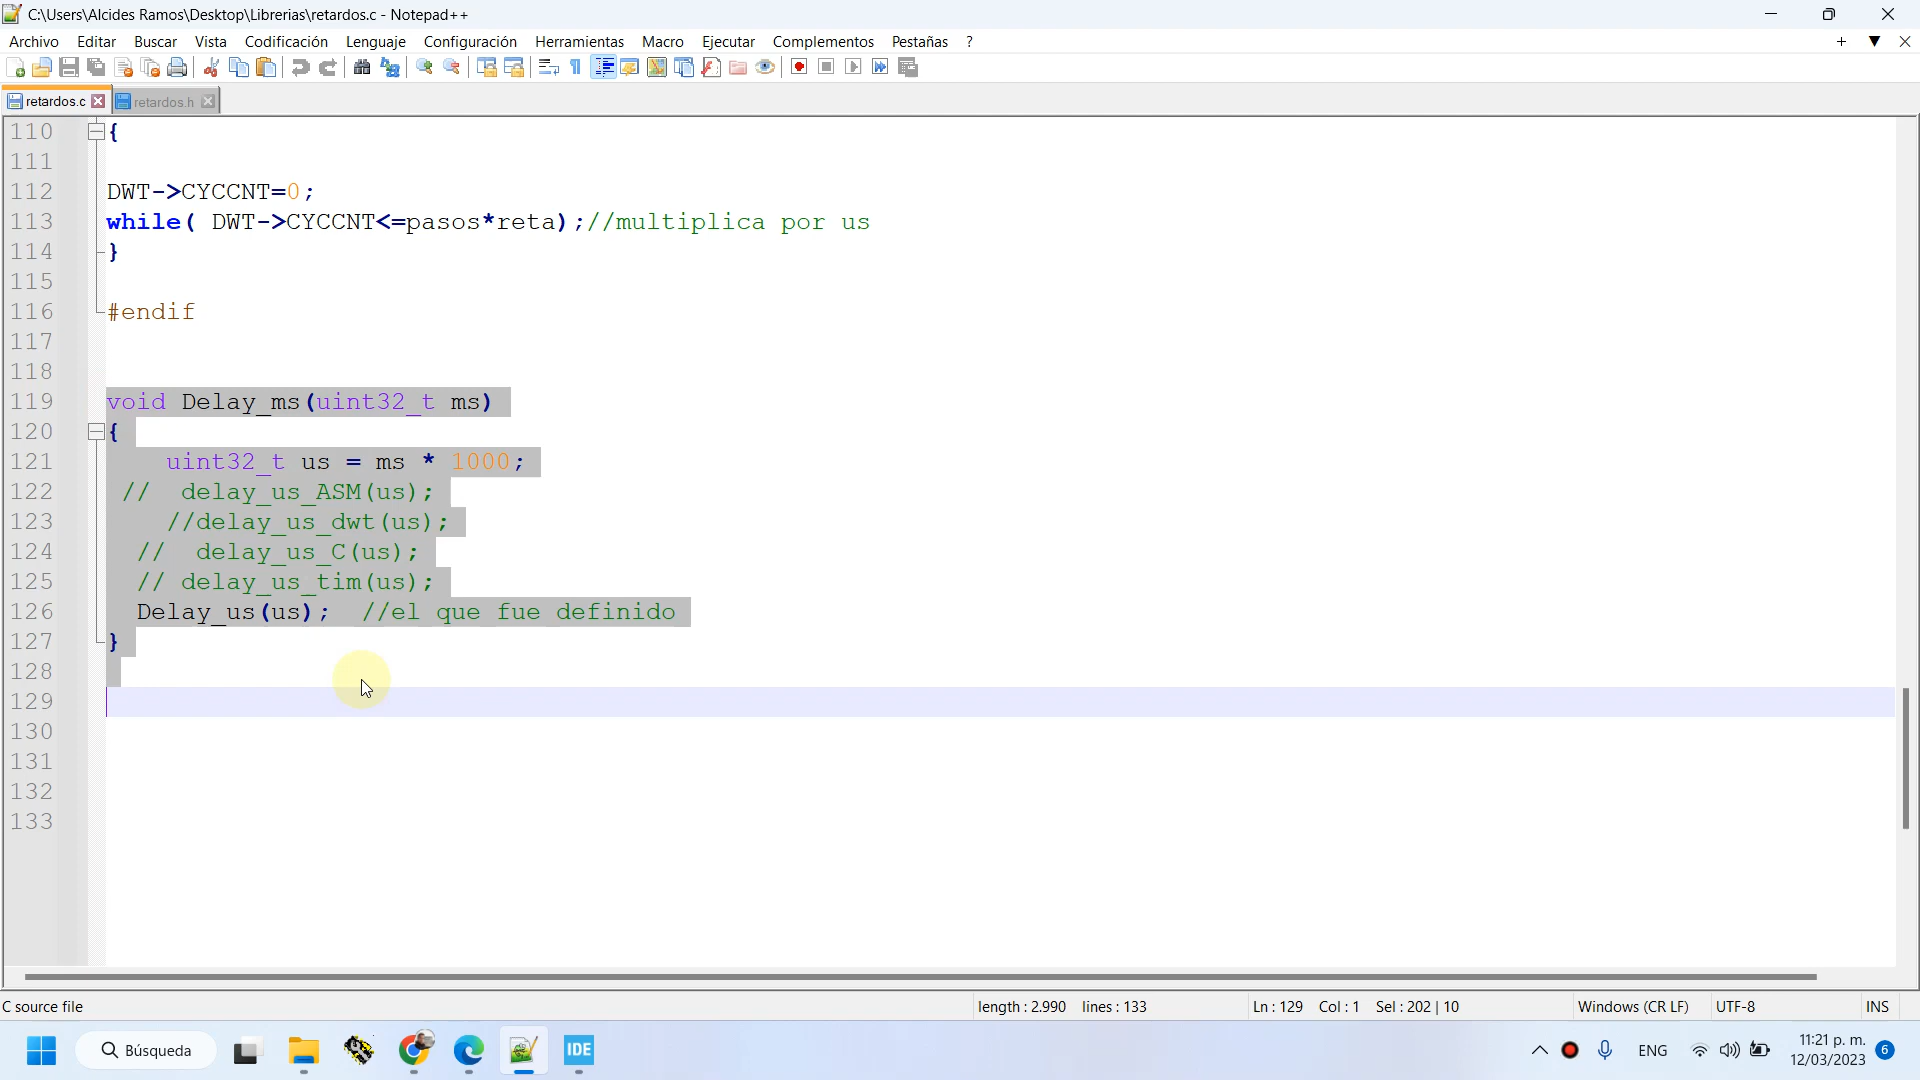 C:\Users\Alcides Ramos\Desktop\Librerias\retardos.c - Notepad++
Archivo Editar Buscar Vista Codificación Lenguaje Configuración Herramientas Macro Ejecutar Complementos Pestañas ?
retardos.c retardos.h
110 {
111
112 DWT->CYCCNT=0;
113 while( DWT->CYCCNT<=pasos*reta);//multiplica por us
114 }
115
116 #endif
117
118
119 void Delay_ms(uint32_t ms)
120 {
121     uint32_t us = ms * 1000;
122  //  delay_us_ASM(us);
123     //delay_us_dwt(us);
124   //  delay_us_C(us);
125   // delay_us_tim(us);
126   Delay_us(us);  //el que fue definido
127 }
128
129
130
131
132
133
C source file length : 2.990 lines : 133 Ln : 129 Col : 1 Sel : 202 | 10 Windows (CR LF) UTF-8 INS
Búsqueda IDE ENG 11:21 p. m. 6
12/03/2023